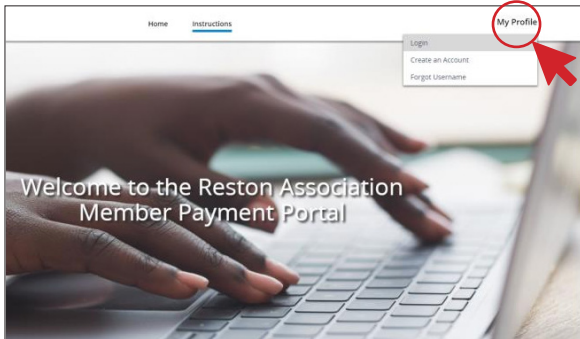 Home
Instructions
My Profile
Login
Create an Account
Forgot Username
Welcome to the Reston Association
Member Payment Portal